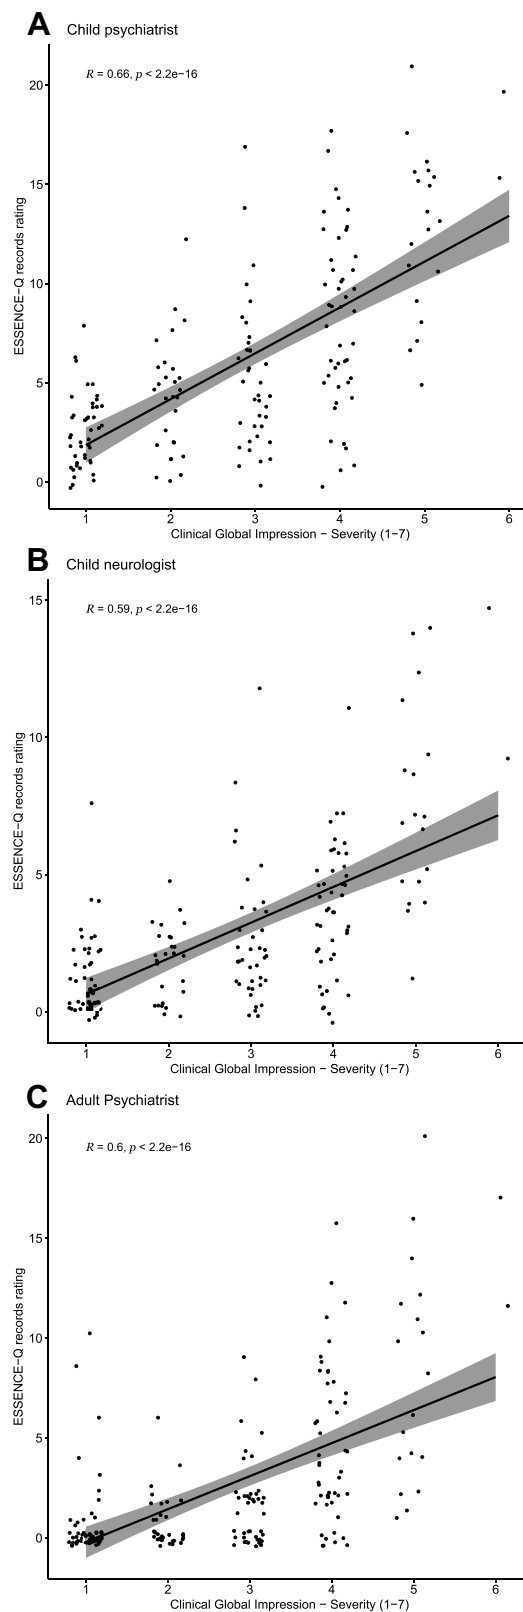 A Child psychiatrist
R = 0.66, p < 2.2e−16
ESSENCE−Q records rating
20
15
10
5
0
1 2 3 4 5 6
Clinical Global Impression − Severity (1−7)
B Child neurologist
R = 0.59, p < 2.2e−16
ESSENCE−Q records rating
15
10
5
0
1 2 3 4 5 6
Clinical Global Impression − Severity (1−7)
C Adult Psychiatrist
R = 0.6, p < 2.2e−16
ESSENCE−Q records rating
20
15
10
5
0
1 2 3 4 5 6
Clinical Global Impression − Severity (1−7)